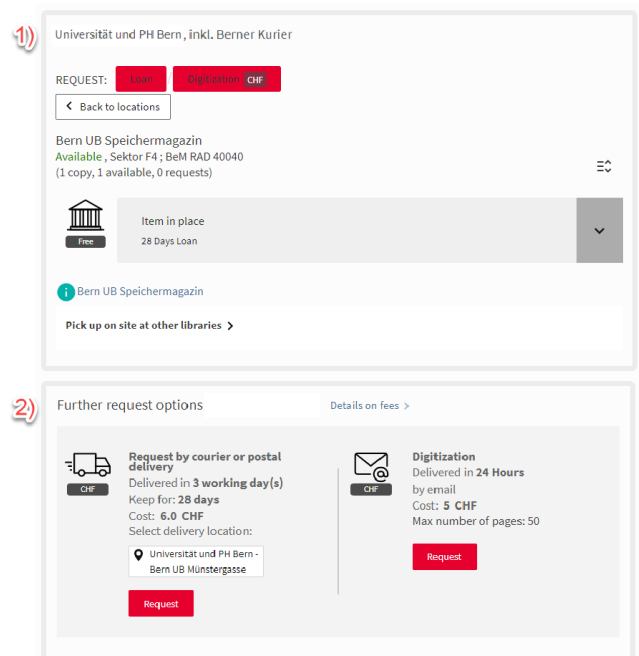 1)
Universität und PH Bern, inkl. Berner Kurier
REQUEST: Loan / Digitization CHF
Back to locations
Bern UB Speichermagazin
Available , Sektor F4 ; BeM RAD 40040
(1 copy, 1 available, 0 requests)
Item in place
Free
28 Days Loan
i Bern UB Speichermagazin
Pick up on site at other libraries
2)
Further request options
Details on fees
Request by courier or postal
delivery
CHF
Delivered in 3 working day(s)
Keep for: 28 days
Cost: 6.0 CHF
Select delivery location:
Universität und PH Bern -
Bern UB Münstergasse
Request
Digitization
Delivered in 24 Hours
CHF
by email
Cost: 5 CHF
Max number of pages: 50
Request